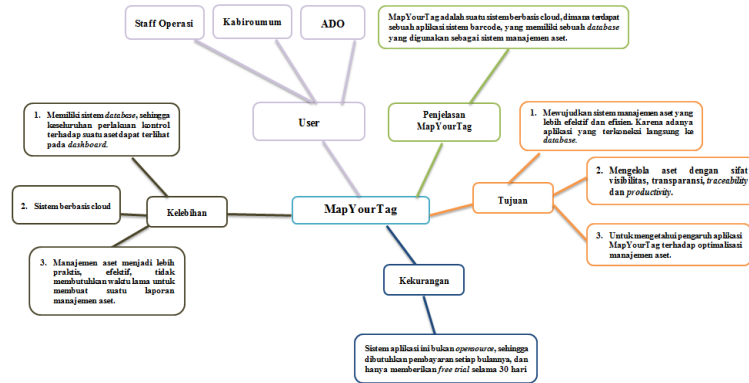 Staff Operasi
Kabiroumum
ADO
MapYourTag adalah suatu sistem berbasis cloud, dimana terdapat
sebuah aplikasi sistem barcode, yang memiliki sebuah database
yang digunakan sebagai sistem manajemen aset.
User
Penjelasan
MapYourTag
1. Memiliki sistem database, sehingga
keseluruhan perlakuan kontrol
terhadap suatu aset dapat terlihat
pada dashboard.
1. Mewujudkan sistem manajemen aset yang
lebih efektif dan efisien. Karena adanya
aplikasi yang terkoneksi langsung ke
database.
2. Mengelola aset dengan sifat
visibilitas, transparansi, traceability
dan productivity.
2. Sistem berbasis cloud
Kelebihan
MapYourTag
Tujuan
3. Untuk mengetahui pengaruh aplikasi
MapYourTag terhadap optimalisasi
manajemen aset.
3. Manajemen aset menjadi lebih
praktis, efektif, tidak
membutuhkan waktu lama untuk
membuat suatu laporan
manajemen aset.
Kekurangan
Sistem aplikasi ini bukan opensource, sehingga
dibutuhkan pembayaran setiap bulannya, dan
hanya memberikan free trial selama 30 hari